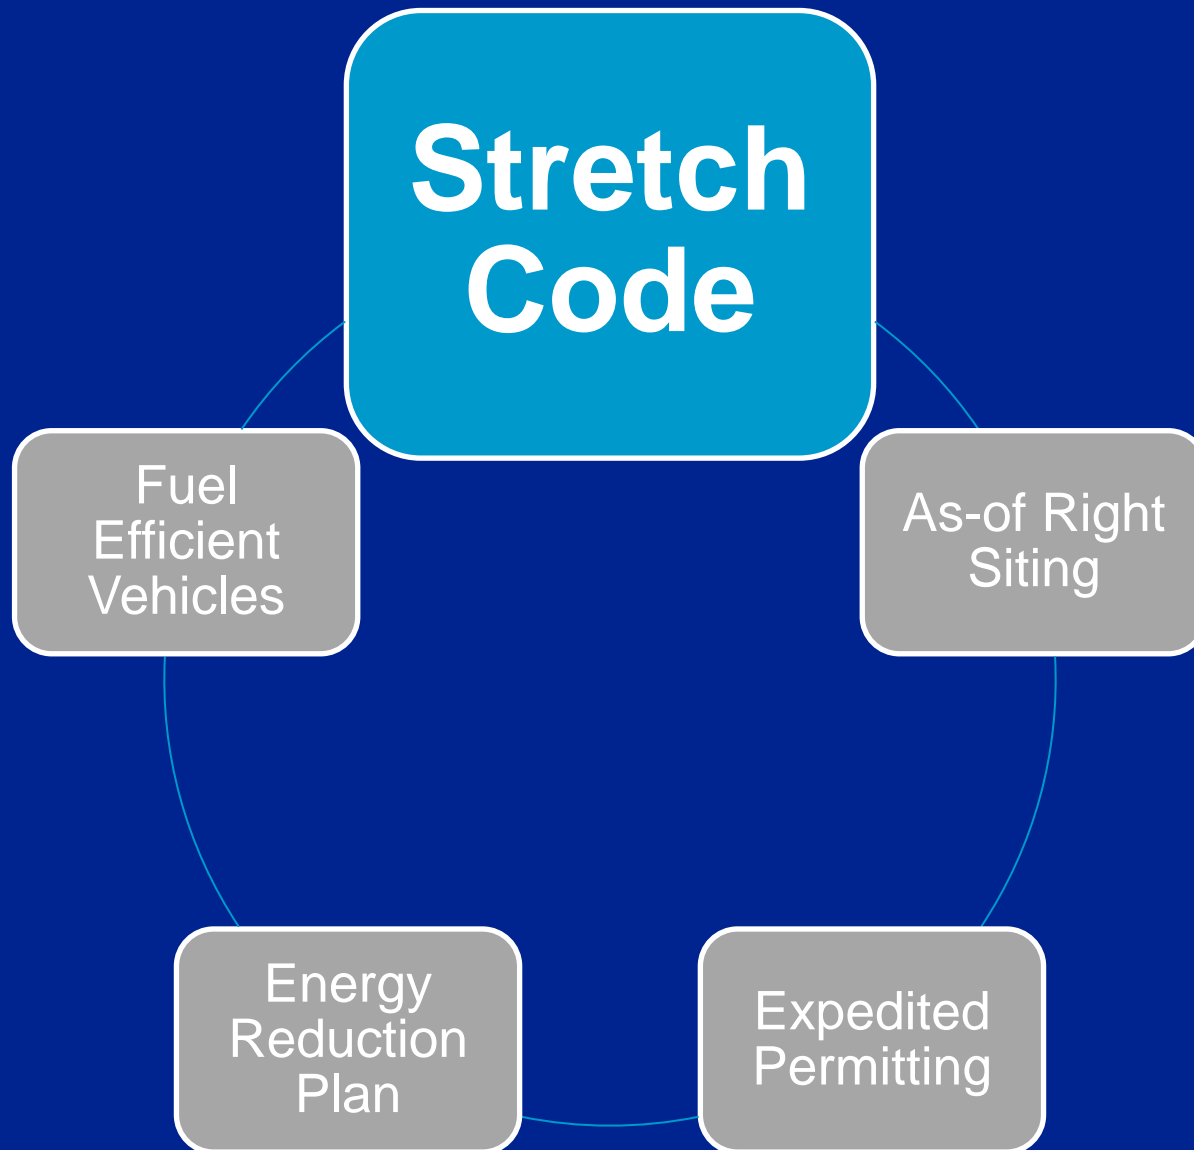 Stretch
Code
Fuel
Efficient
Vehicles
As-of Right
Siting
Energy
Reduction
Plan
Expedited
Permitting